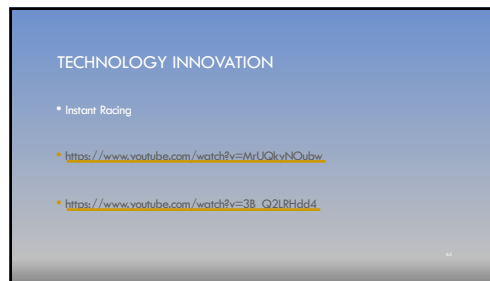 TECHNOLOGY INNOVATION
• Instant Racing
• https://www.youtube.com/watch?v=MrUQkyNOubw
• https://www.youtube.com/watch?v=3B_Q2LRHdd4